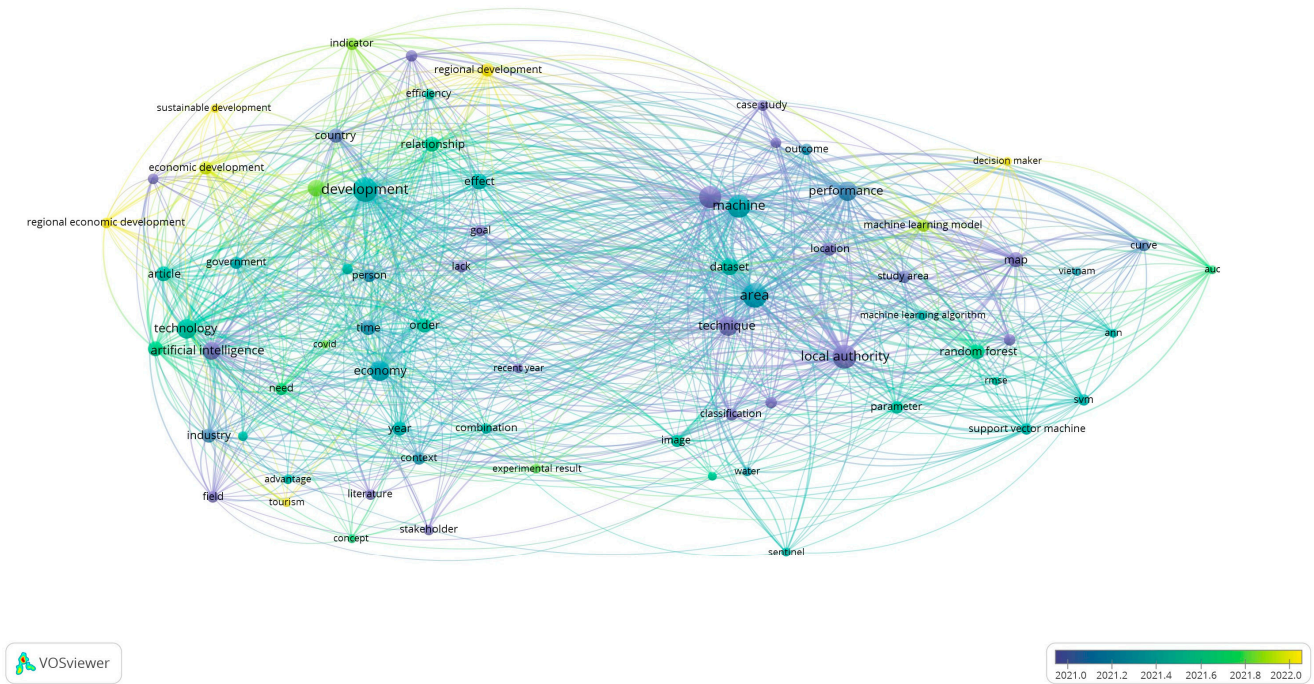 indicator
regional development
efficiency
sustainable development
case study
country
relationship
outcome
decision maker
economic development
development
effect
performance
machine
regional economic development
goal
machine learning model
location
curve
article
government
person
lack
dataset
study area
map
vietnam
auc
area
machine learning algorithm
technology
time
order
technique
ann
artificial intelligence
covid
local authority
random forest
economy
recent year
rmse
need
svm
parameter
classification
industry
year
combination
support vector machine
context
image
experimental result
water
advantage
field
tourism
literature
stakeholder
concept
sentinel
VOSviewer
2021.0 2021.2 2021.4 2021.6 2021.8 2022.0